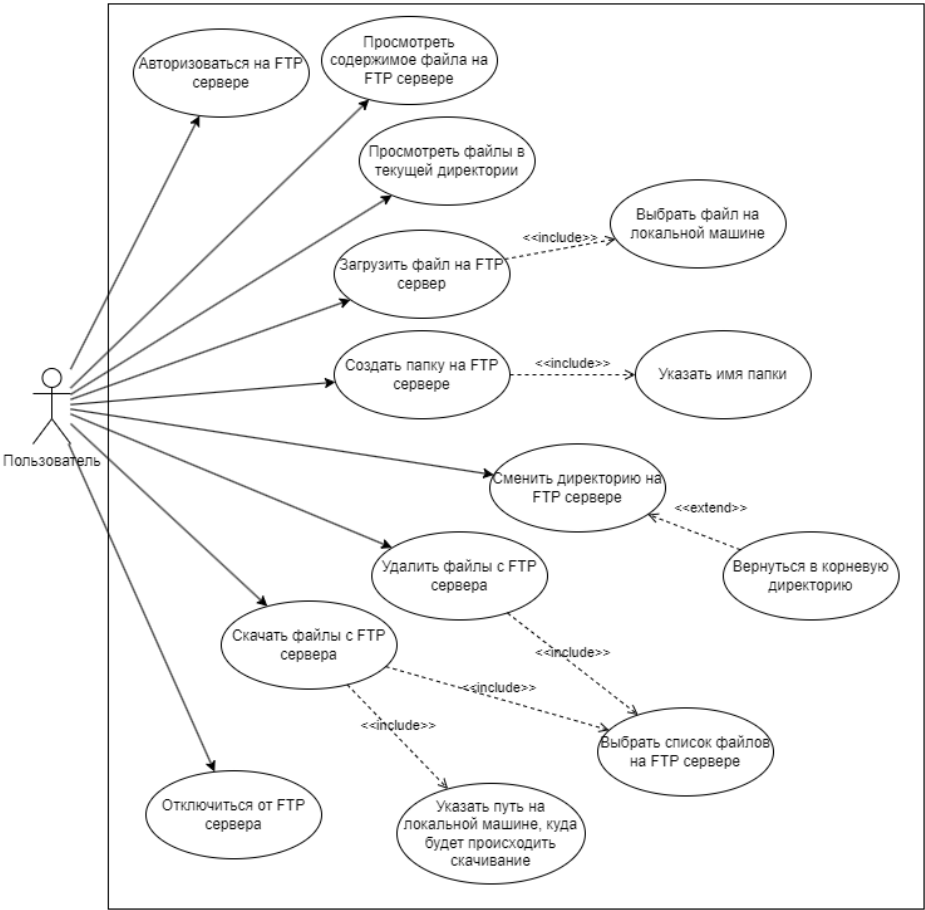 Авторизоваться на FTP
сервере
Просмотреть
содержимое файла на
FTP сервере
Просмотреть файлы в
текущей директории
Выбрать файл на
локальной машине
<<include>>
Загрузить файл на FTP
сервер
Создать папку на FTP
сервере
<<include>>
Указать имя папки
Пользователь
Сменить директорию на
FTP сервере
<<extend>>
Вернуться в корневую
директорию
Удалить файлы с FTP
сервера
Скачать файлы с FTP
сервера
<<include>>
<<include>>
<<include>>
Выбрать список файлов
на FTP сервере
Отключиться от FTP
сервера
Указать путь на
локальной машине, куда
будет происходить
скачивание